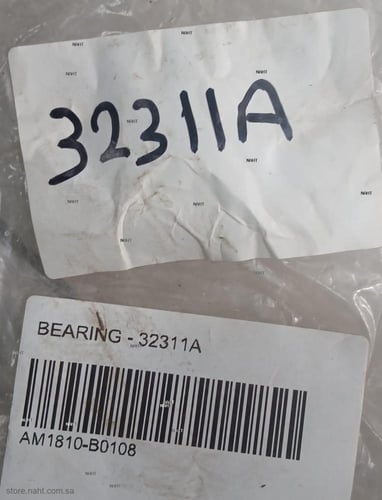 32311A
BEARING - 32311A
AM1810-B0108
store.naht.com.sa